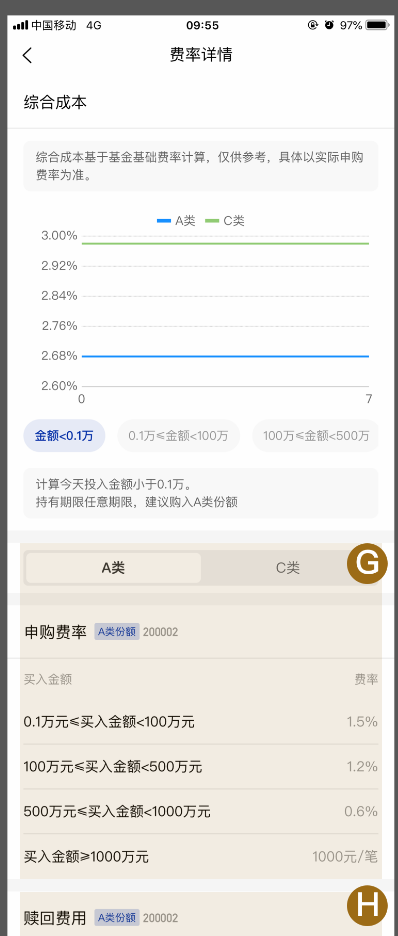 中国移动 4G 09:55 97%
费率详情
综合成本
综合成本基于基金基础费率计算，仅供参考，具体以实际申购
费率为准。
A类 C类
3.00%
2.92%
2.84%
2.76%
2.68%
2.60%
0 7
金额<0.1万 0.1万≤金额<100万 100万≤金额<500万
计算今天投入金额小于0.1万。
持有期限任意期限，建议购入A类份额
A类 C类 G
申购费率 A类份额 200002
买入金额 费率
0.1万元≤买入金额<100万元 1.5%
100万元≤买入金额<500万元 1.2%
500万元≤买入金额<1000万元 0.6%
买入金额≥1000万元 1000元/笔
H
赎回费用 A类份额 200002